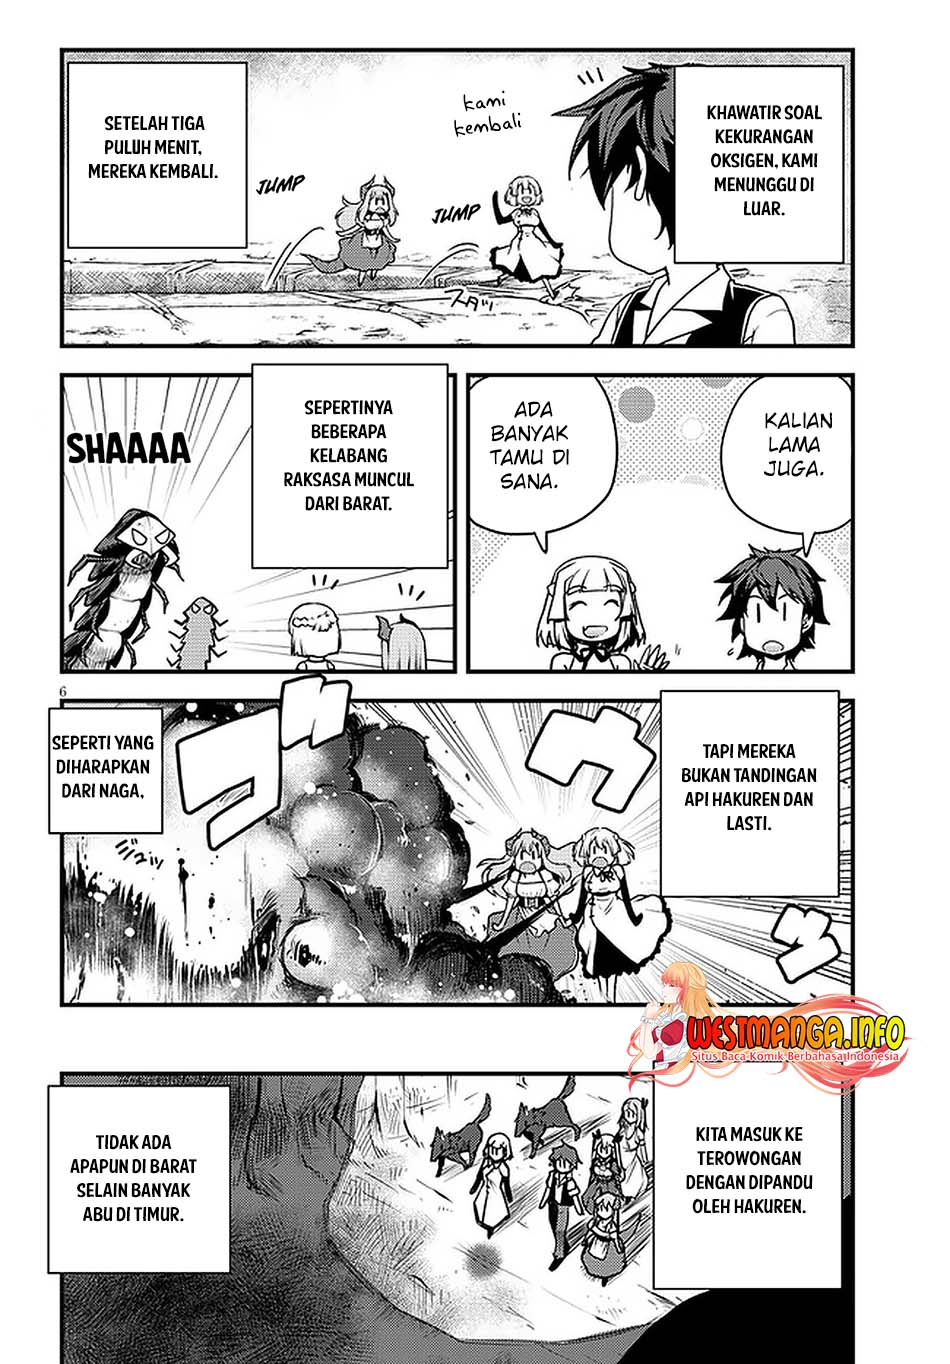 KHAWATIR SOAL
KEKURANGAN
OKSIGEN, KAMI
MENUNGGU DI
LUAR.
kami
kembali
SETELAH TIGA
PULUH MENIT,
MEREKA KEMBALI.
JUMP
JUMP
スタッ
KALIAN
LAMA
JUGA.
ADA
BANYAK
TAMU DI
SANA.
SEPERTINYA
BEBERAPA
KELABANG
RAKSASA MUNCUL
DARI BARAT.
SHAAAA
6
TAPI MEREKA
BUKAN TANDINGAN
API HAKUREN DAN
LASTI.
SEPERTI YANG
DIHARAPKAN
DARI NAGA,
WESTMANGA.INFO
Situs Baca Komik Berbahasa Indonesia
KITA MASUK KE
TEROWONGAN
DENGAN DIPANDU
OLEH HAKUREN.
TIDAK ADA
APAPUN DI BARAT
SELAIN BANYAK
ABU DI TIMUR.